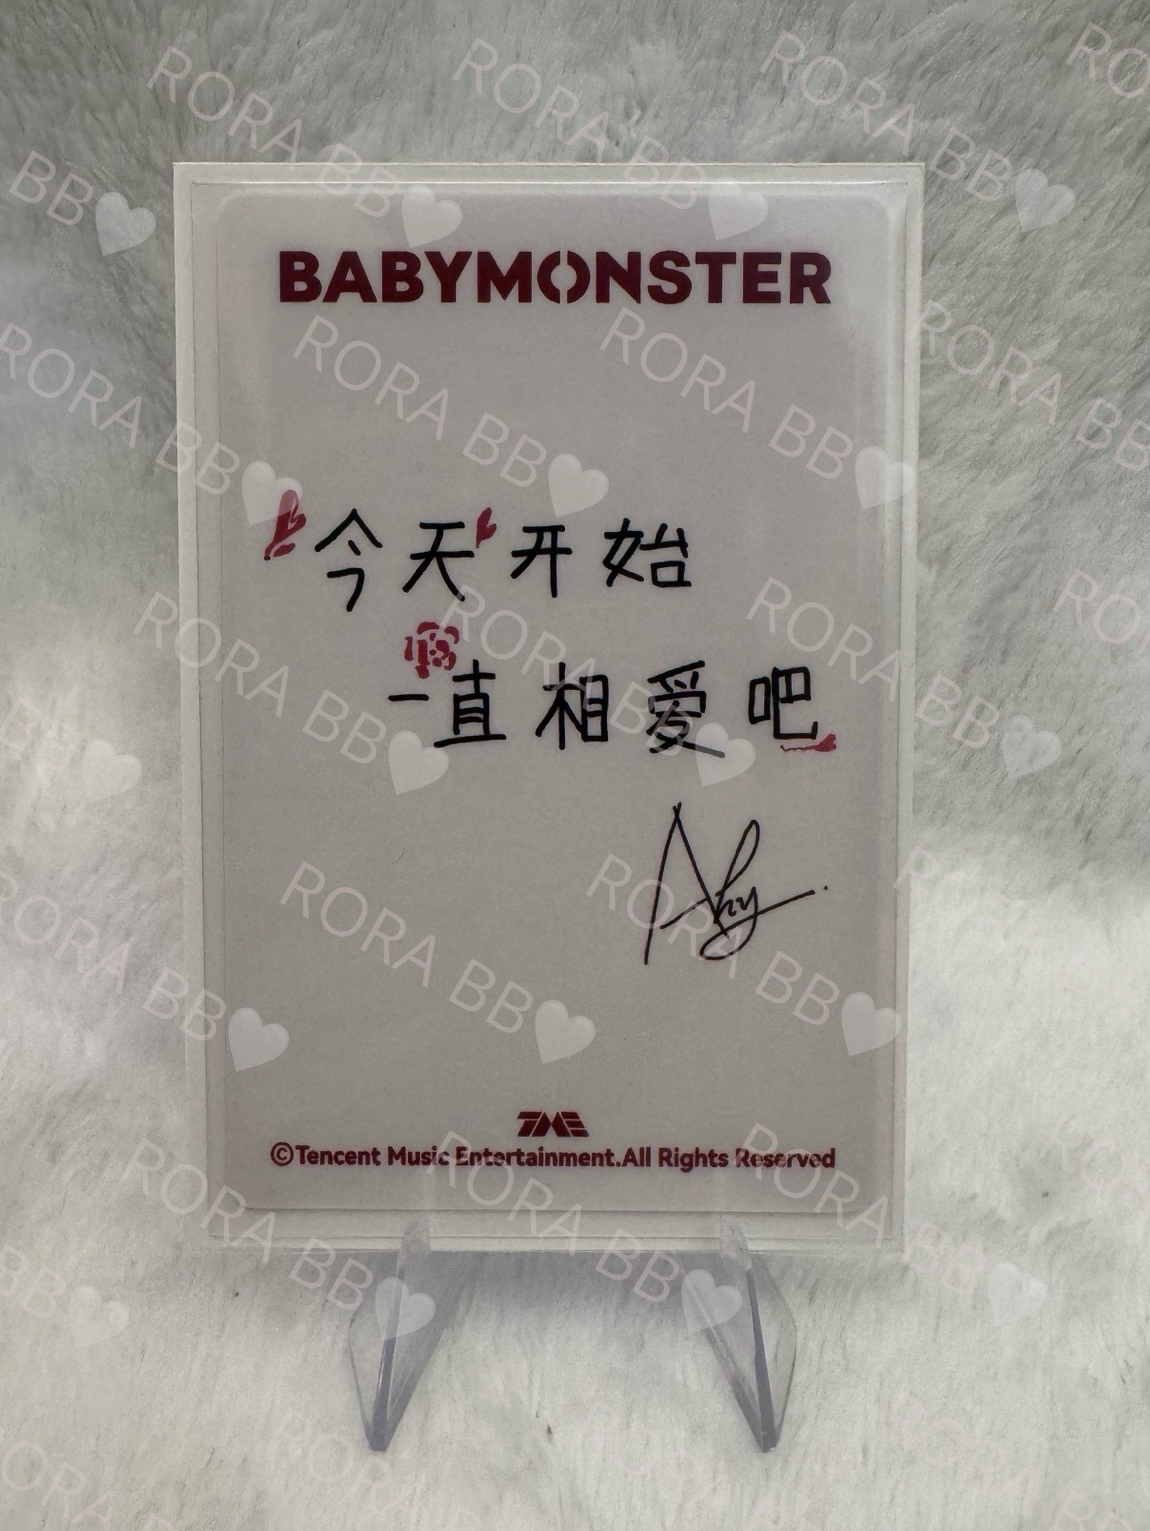 BABYMONSTER
今天开始
一直相爱吧
Ahy
TME
©Tencent Music Entertainment.All Rights Reserved
RORA BB🤍